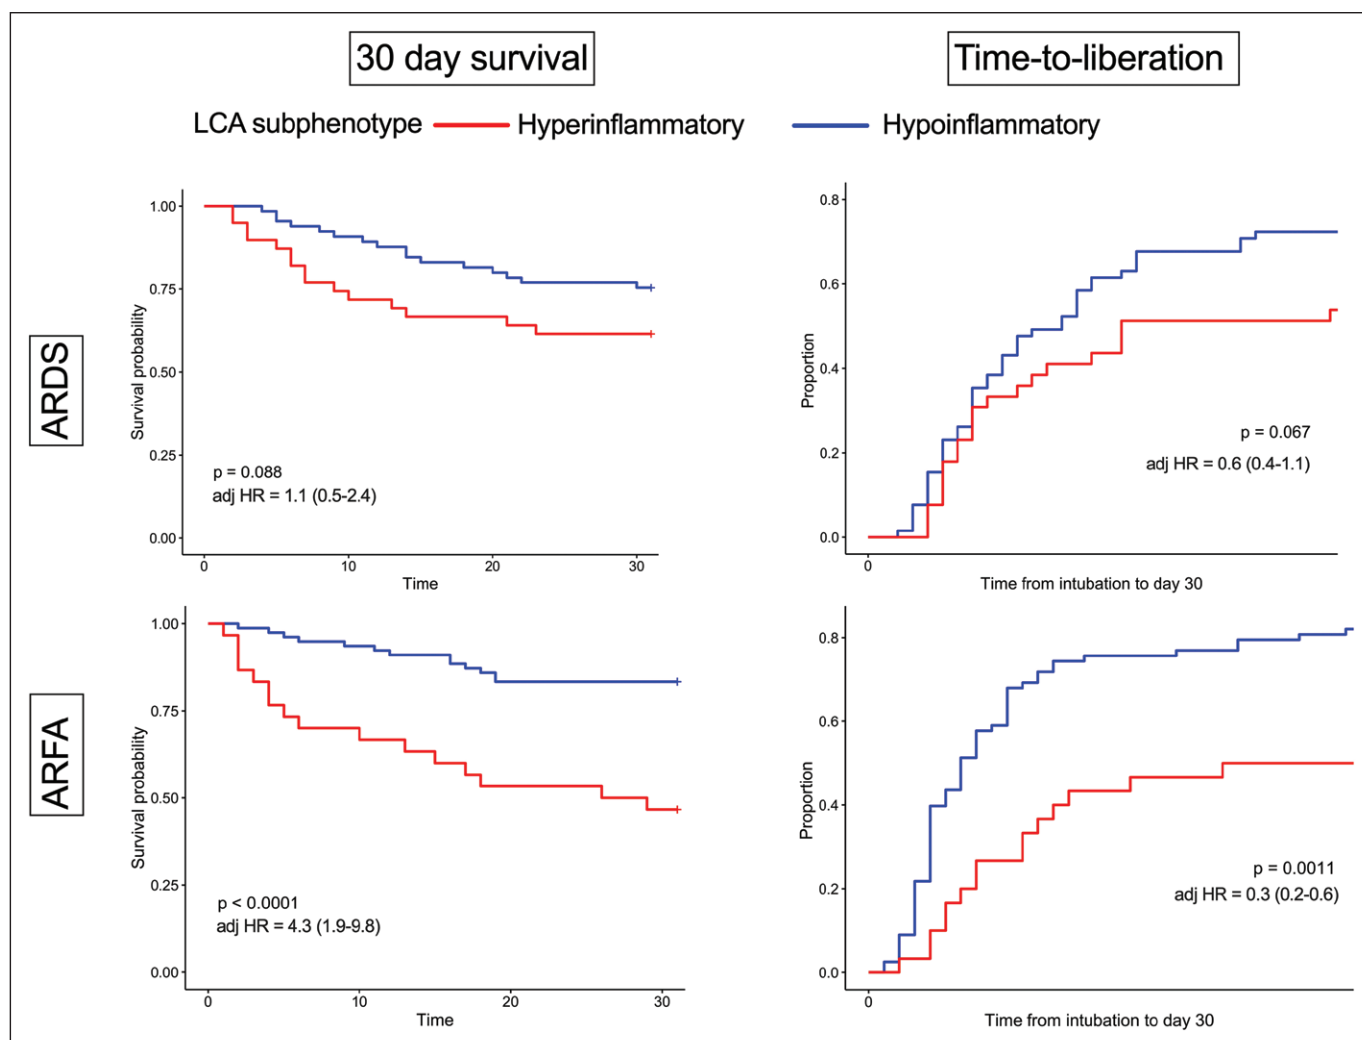 30 day survival
Time-to-liberation
LCA subphenotype Hyperinflammatory Hypoinflammatory
ARDS
Survival probability
1.00
0.75
0.50
0.25
0.00
p = 0.088
adj HR = 1.1 (0.5-2.4)
0 10 20 30
Time
Proportion
0.8
0.6
0.4
0.2
0.0
p = 0.067
adj HR = 0.6 (0.4-1.1)
0
Time from intubation to day 30
ARFA
Survival probability
1.00
0.75
0.50
0.25
0.00
p < 0.0001
adj HR = 4.3 (1.9-9.8)
0 10 20 30
Time
Proportion
0.8
0.6
0.4
0.2
0.0
p = 0.0011
adj HR = 0.3 (0.2-0.6)
0
Time from intubation to day 30